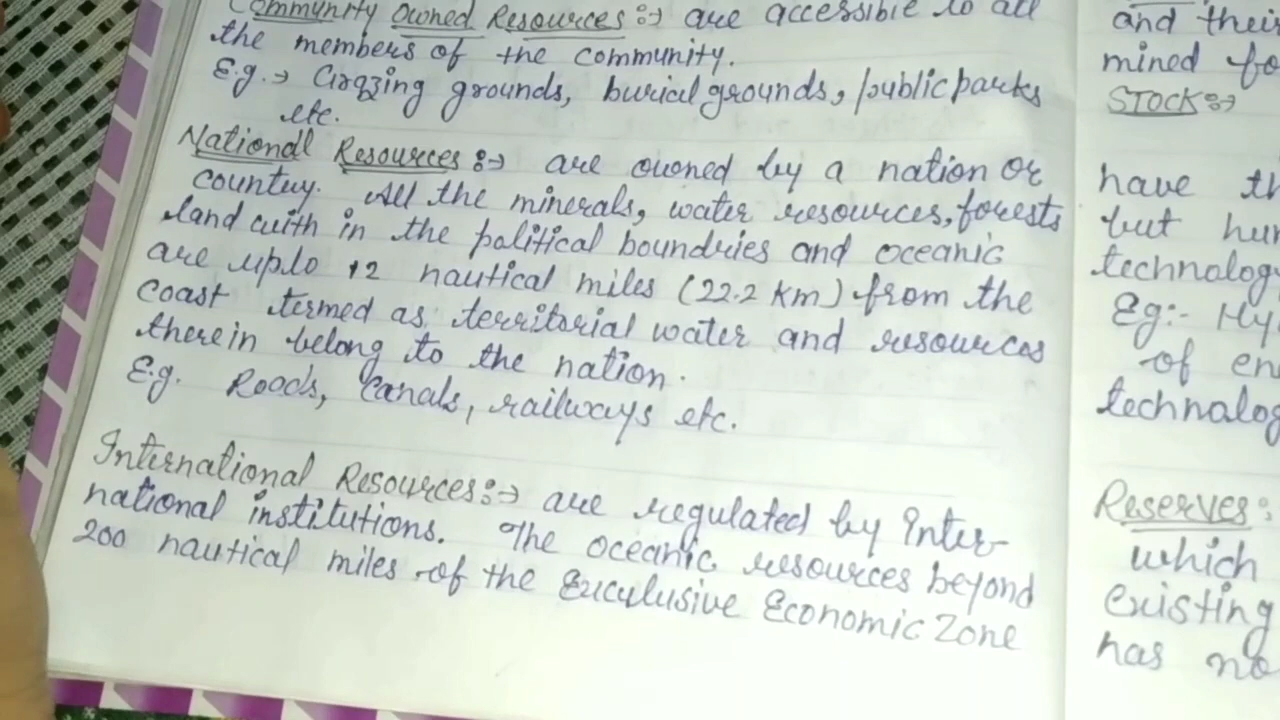 Community Owned Resources :→ are accessible to all
the members of the community.
E.g. → Grazing grounds, burial grounds, public parks
etc.
National Resources :→ are owned by a nation or
country. All the minerals, water resources, forests
land with in the political boundries and oceanic
are upto 12 nautical miles (22.2 Km) from the
coast termed as territorial water and resources
therein belong to the nation.
E.g. Roads, Canals, railways etc.
International Resources :→ are regulated by Inter-
national institutions. The oceanic resources beyond
200 nautical miles of the Exculusive Economic Zone
and their
mined fo
STOCK :→
have th
but hum
technology
Eg:- Hy
of en
technolog
Reserves :
which
existing
has no